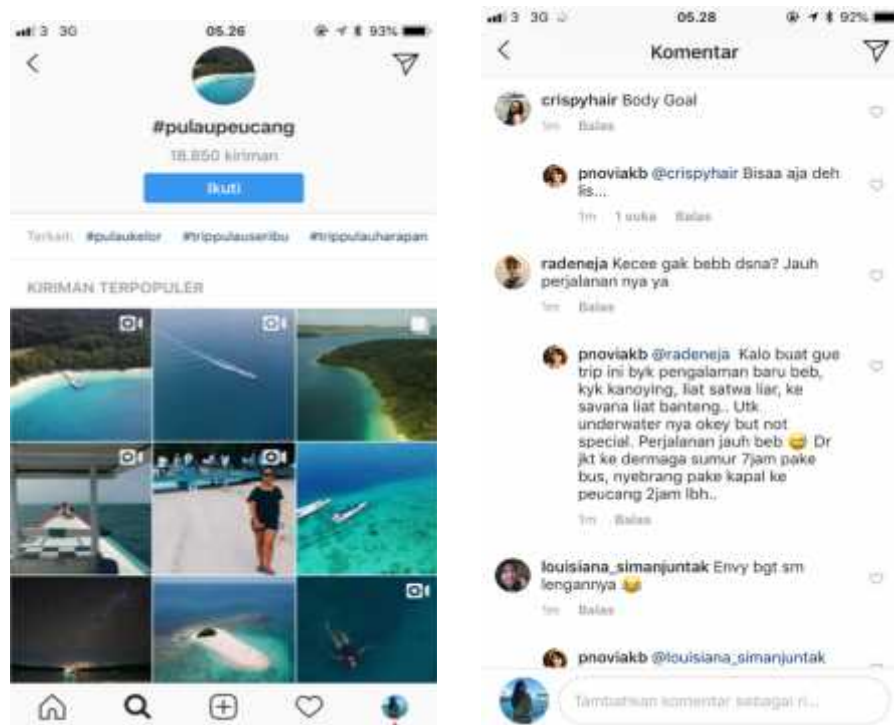 3 3G
05.26
93%
#pulaupeucang
18.850 kiriman
Ikuti
Terkait: #pulaukelor #trippulauseribu #trippulauharapan
KIRIMAN TERPOPULER
3 3G
05.28
92%
Komentar
crispyhair Body Goal
1m Balas
pnoviakb @crispyhair Bisaa aja deh
lis...
1m 1 suka Balas
radeneja Kecee gak bebb dsna? Jauh
perjalanan nya ya
1m Balas
pnoviakb @radeneja Kalo buat gue
trip ini byk pengalaman baru beb,
kyk kanoying, liat satwa liar, ke
savana liat banteng.. Utk
underwater nya okey but not
special. Perjalanan jauh beb 😅 Dr
jkt ke dermaga sumur 7jam pake
bus, nyebrang pake kapal ke
peucang 2jam lbh..
1m Balas
louisiana_simanjuntak Envy bgt sm
lengannya 😂
1m Balas
pnoviakb @louisiana_simanjuntak
Tambahkan komentar sebagai ri...